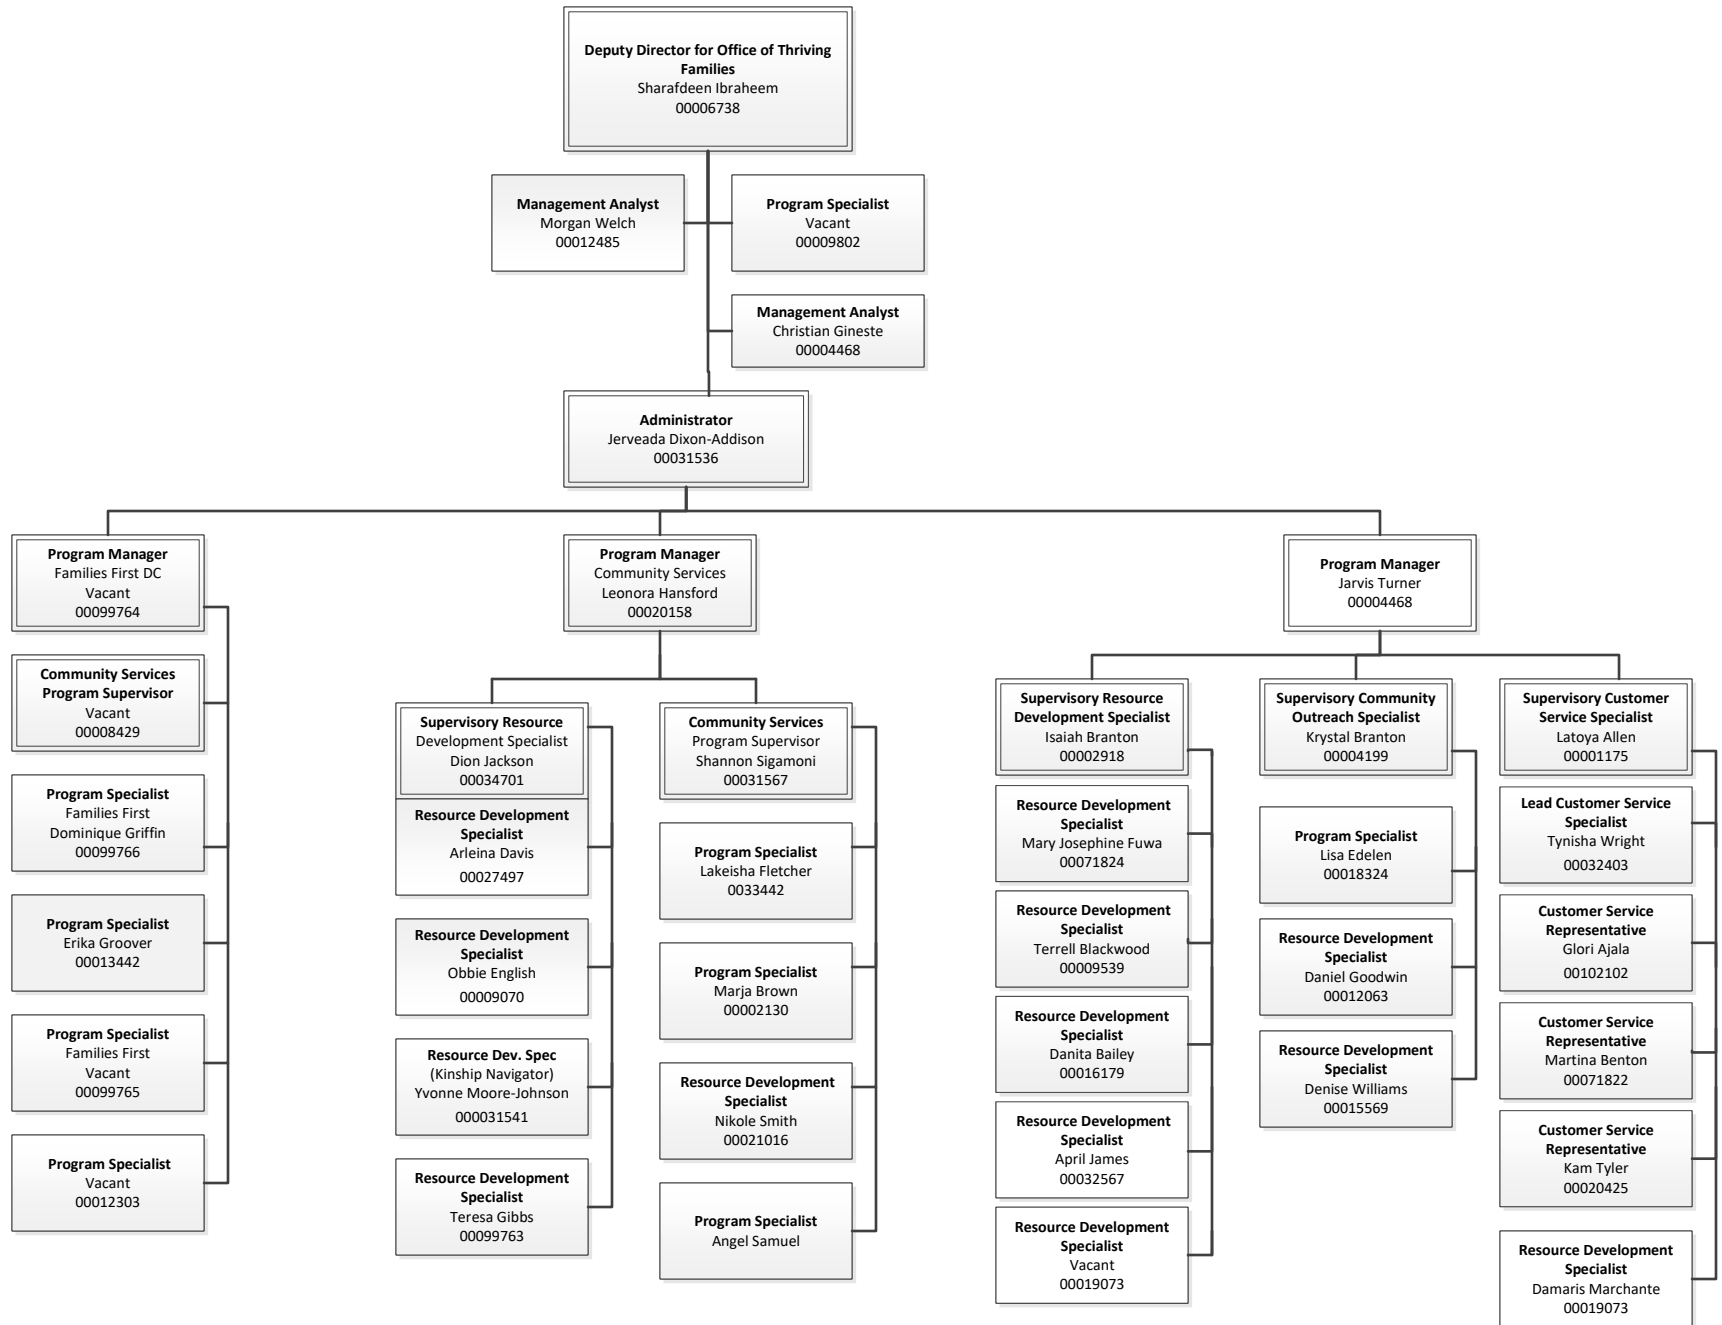 Deputy Director for Office of Thriving
Families
Sharafdeen Ibraheem
00006738
Management Analyst
Morgan Welch
00012485
Program Specialist
Vacant
00009802
Management Analyst
Christian Gineste
00004468
Administrator
Jerveada Dixon-Addison
00031536
Program Manager
Families First DC
Vacant
00099764
Community Services
Program Supervisor
Vacant
00008429
Program Specialist
Families First
Dominique Griffin
00099766
Program Specialist
Erika Groover
00013442
Program Specialist
Families First
Vacant
00099765
Program Specialist
Vacant
00012303
Program Manager
Community Services
Leonora Hansford
00020158
Supervisory Resource
Development Specialist
Dion Jackson
00034701
Resource Development
Specialist
Arleina Davis
00027497
Resource Development
Specialist
Obbie English
00009070
Resource Dev. Spec
(Kinship Navigator)
Yvonne Moore-Johnson
000031541
Resource Development
Specialist
Teresa Gibbs
00099763
Community Services
Program Supervisor
Shannon Sigamoni
00031567
Program Specialist
Lakeisha Fletcher
0033442
Program Specialist
Marja Brown
00002130
Resource Development
Specialist
Nikole Smith
00021016
Program Specialist
Angel Samuel
Program Manager
Jarvis Turner
00004468
Supervisory Resource
Development Specialist
Isaiah Branton
00002918
Resource Development
Specialist
Mary Josephine Fuwa
00071824
Resource Development
Specialist
Terrell Blackwood
00009539
Resource Development
Specialist
Danita Bailey
00016179
Resource Development
Specialist
April James
00032567
Resource Development
Specialist
Vacant
00019073
Supervisory Community
Outreach Specialist
Krystal Branton
00004199
Program Specialist
Lisa Edelen
00018324
Resource Development
Specialist
Daniel Goodwin
00012063
Resource Development
Specialist
Denise Williams
00015569
Supervisory Customer
Service Specialist
Latoya Allen
00001175
Lead Customer Service
Specialist
Tynisha Wright
00032403
Customer Service
Representative
Glori Ajala
00102102
Customer Service
Representative
Martina Benton
00071822
Customer Service
Representative
Kam Tyler
00020425
Resource Development
Specialist
Damaris Marchante
00019073